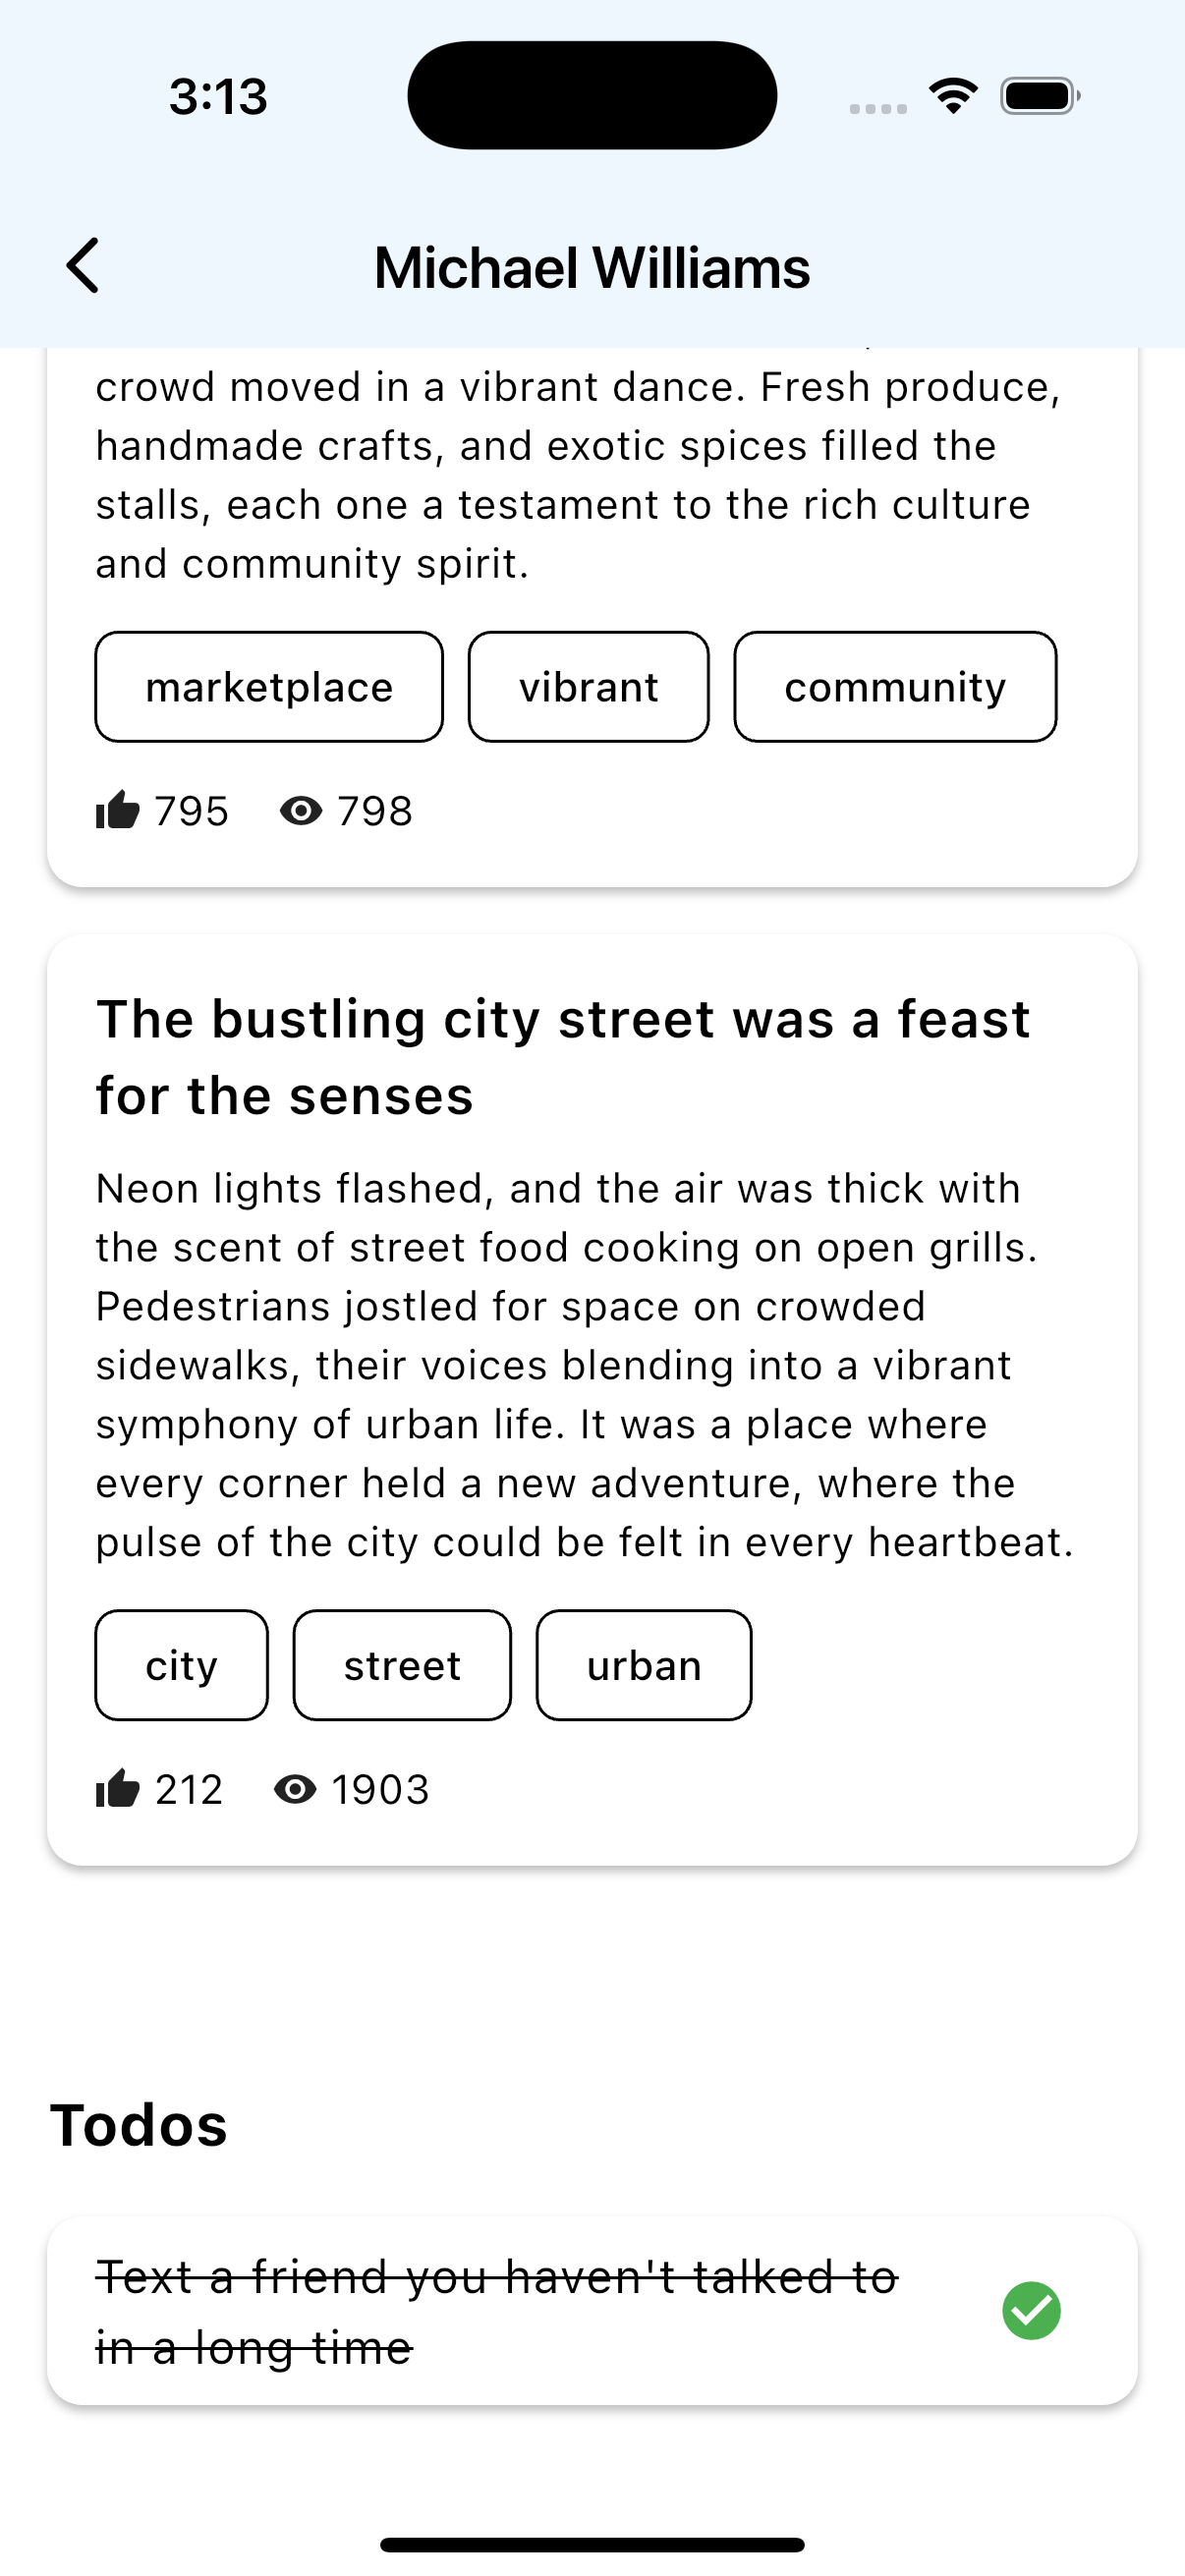 3:13
Michael Williams
crowd moved in a vibrant dance. Fresh produce,
handmade crafts, and exotic spices filled the
stalls, each one a testament to the rich culture
and community spirit.
marketplace vibrant community
795 798
The bustling city street was a feast
for the senses
Neon lights flashed, and the air was thick with
the scent of street food cooking on open grills.
Pedestrians jostled for space on crowded
sidewalks, their voices blending into a vibrant
symphony of urban life. It was a place where
every corner held a new adventure, where the
pulse of the city could be felt in every heartbeat.
city street urban
212 1903
Todos
Text a friend you haven't talked to
in a long time